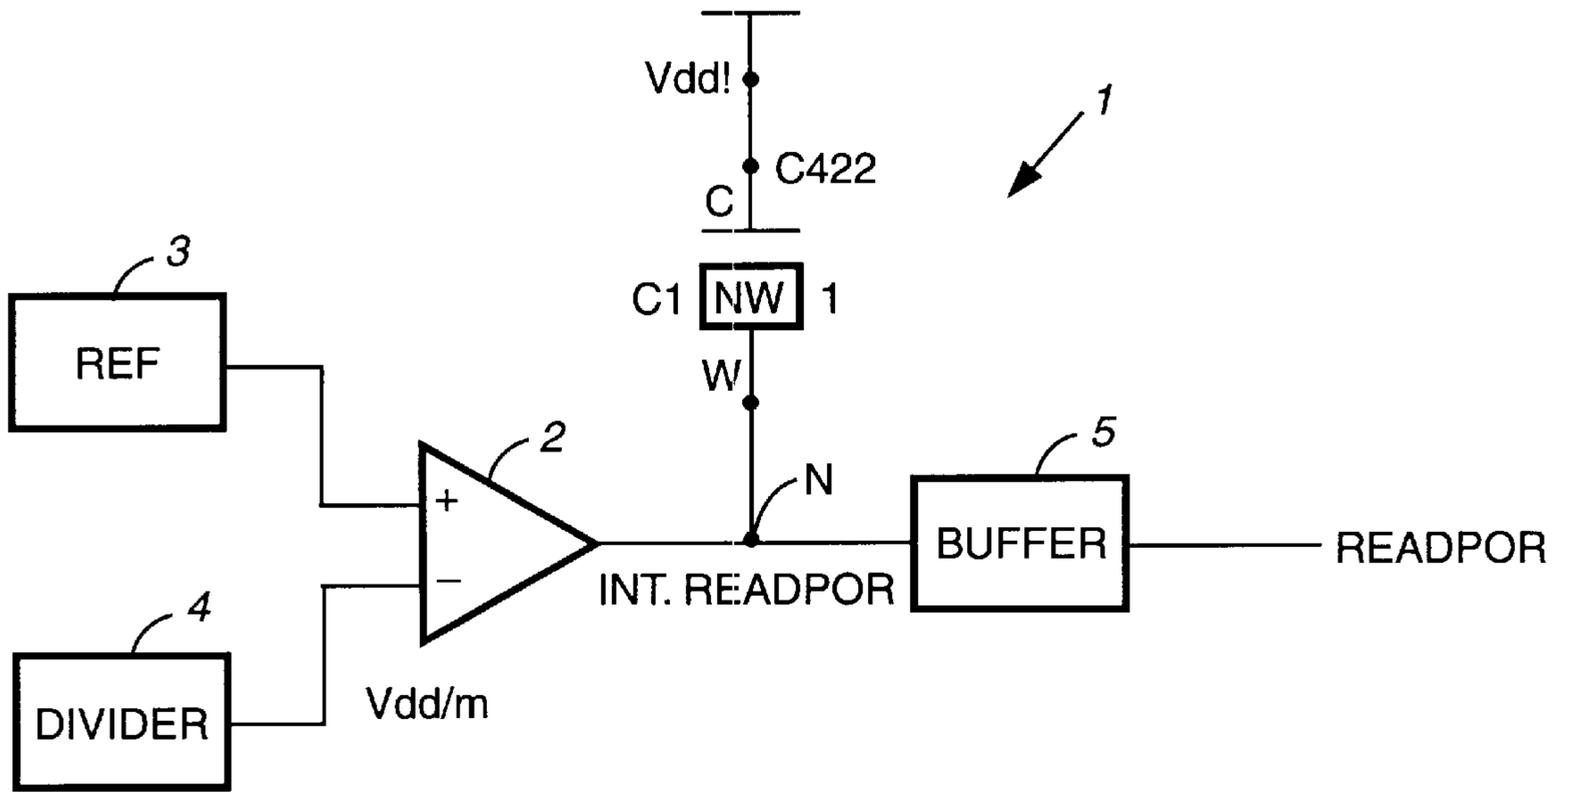 Vdd!
1
C422
C
3
C1 NW 1
REF
W
2
5
N
+
BUFFER
READPOR
−
INT. READPOR
4
Vdd/m
DIVIDER